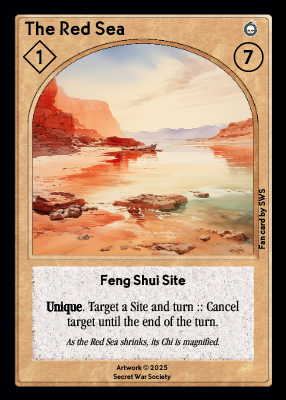 The Red Sea
1
7
Fan card by SWS
Feng Shui Site
Unique. Target a Site and turn :: Cancel
target until the end of the turn.
As the Red Sea shrinks, its Chi is magnified.
Artwork © 2025
Secret War Society